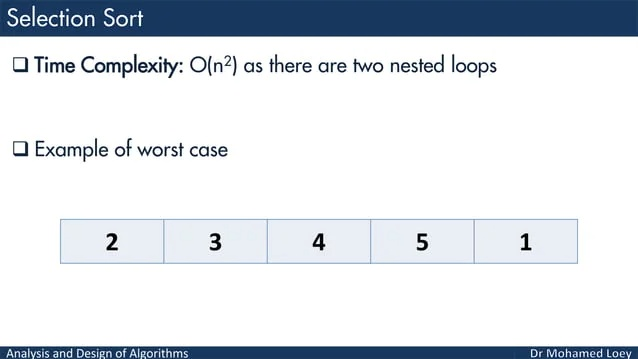 Selection Sort
❑ Time Complexity: O(n²) as there are two nested loops
❑ Example of worst case
2 3 4 5 1
Analysis and Design of Algorithms Dr Mohamed Loey